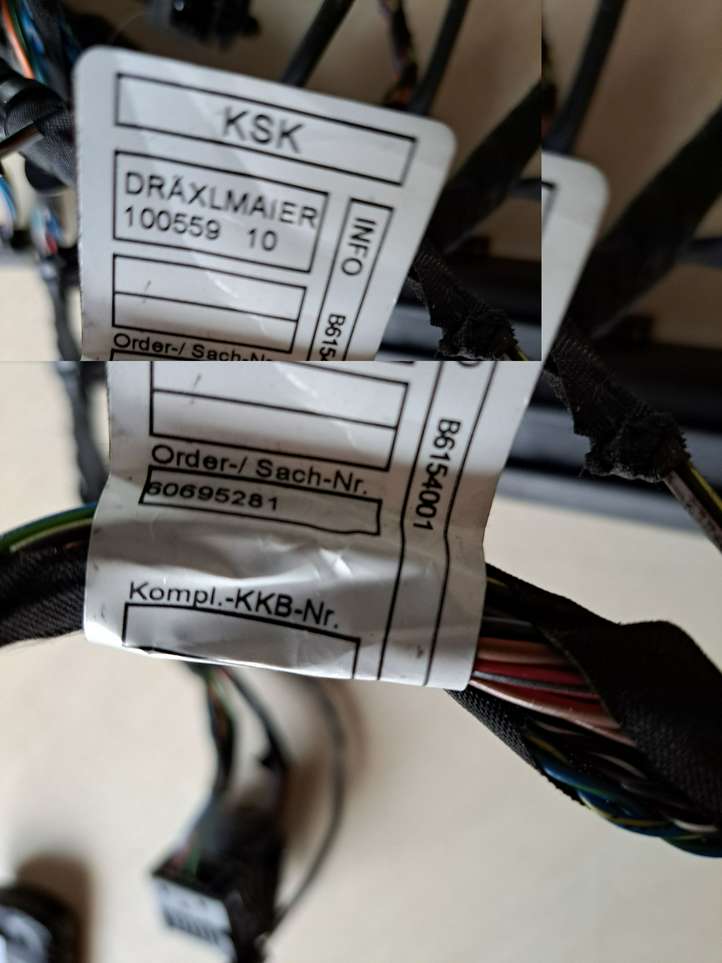 KSK
DRÄXLMAIER
100559 10
INFO
B6154001
Order-/ Sach-Nr.
60695281
Kompl.-KKB-Nr.